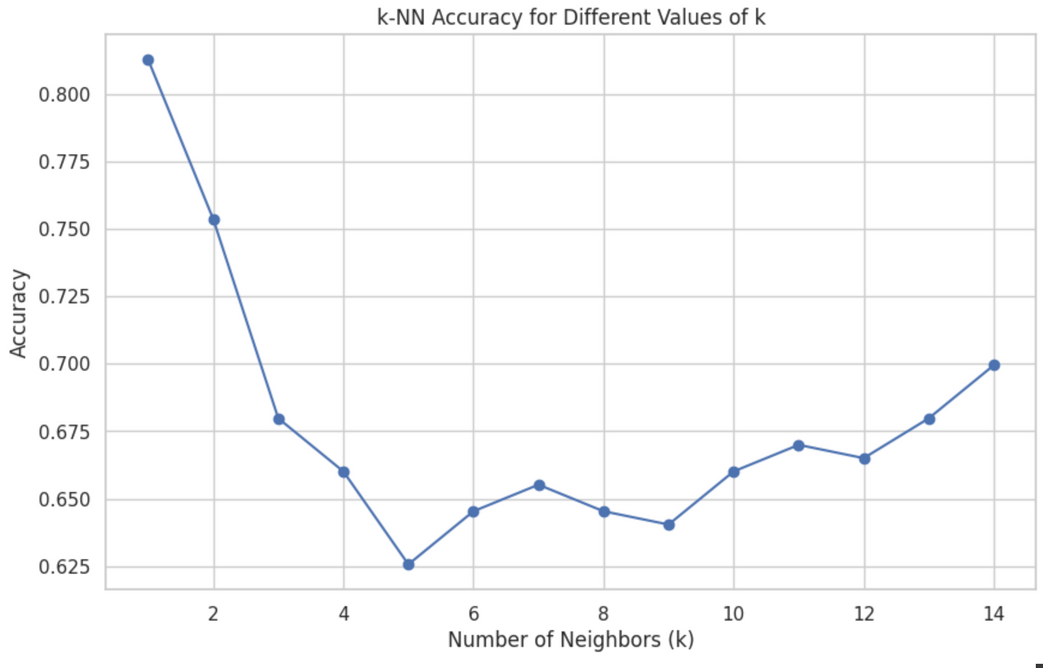 k-NN Accuracy for Different Values of k
0.800
0.775
0.750
0.725
0.700
0.675
0.650
0.625
Accuracy
2 4 6 8 10 12 14
Number of Neighbors (k)